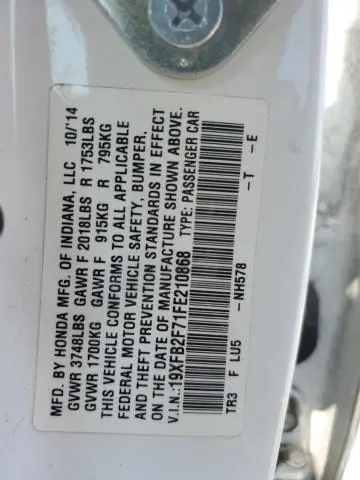 MFD. BY HONDA MFG. OF INDIANA, LLC 10/14
GVWR 3748LBS GAWR F 2018LBS R 1753LBS
GVWR 1700KG GAWR F 915KG R 795KG
THIS VEHICLE CONFORMS TO ALL APPLICABLE
FEDERAL MOTOR VEHICLE SAFETY, BUMPER,
AND THEFT PREVENTION STANDARDS IN EFFECT
ON THE DATE OF MANUFACTURE SHOWN ABOVE.
V.I.N.:19XFB2F71FE210868 TYPE: PASSENGER CAR
TR3 F LU5 -NH578 -T -E